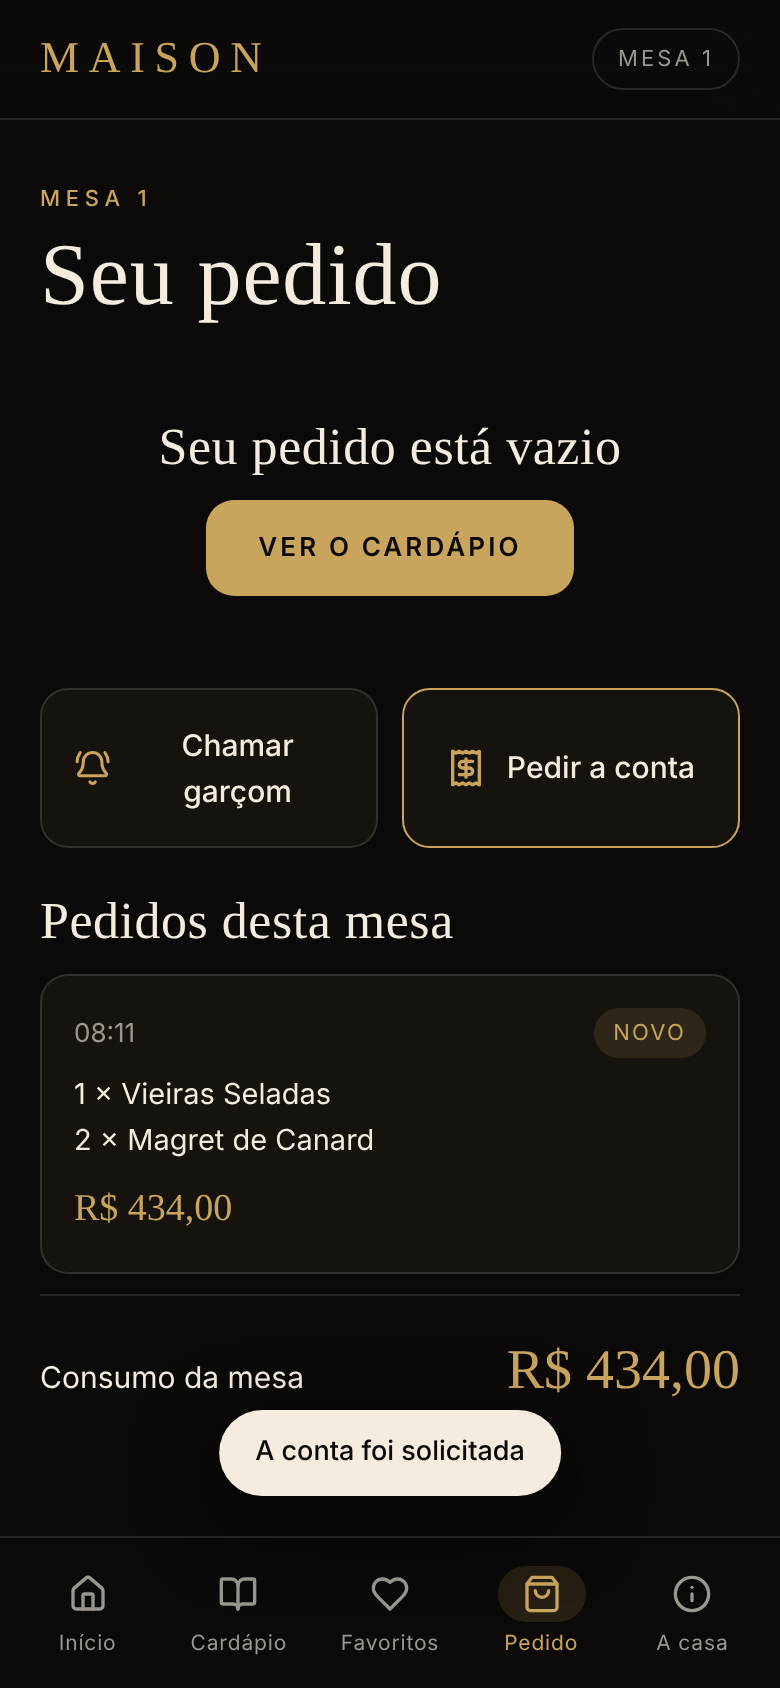 MAISON
MESA 1
MESA 1
Seu pedido
Seu pedido está vazio
VER O CARDÁPIO
Chamar
garçom
Pedir a conta
Pedidos desta mesa
08:11
NOVO
1 × Vieiras Seladas
2 × Magret de Canard
R$ 434,00
Consumo da mesa
R$ 434,00
A conta foi solicitada
Início
Cardápio
Favoritos
Pedido
A casa